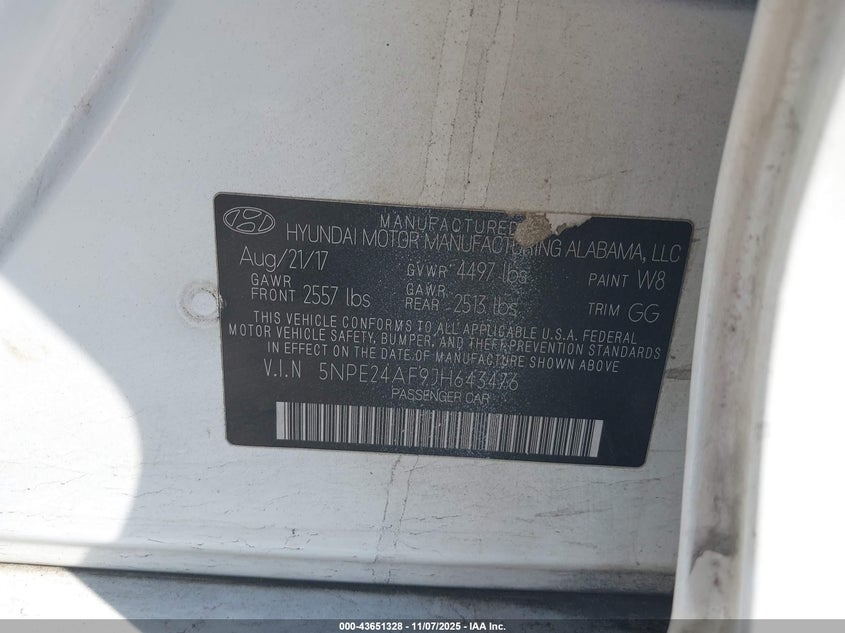 MANUFACTURED
HYUNDAI MOTOR MANUFACTURING ALABAMA, LLC
Aug/21/17 GVWR 4497 lbs PAINT W8
GAWR FRONT 2557 lbs GAWR REAR 2513 lbs TRIM GG
THIS VEHICLE CONFORMS TO ALL APPLICABLE U.S.A. FEDERAL
MOTOR VEHICLE SAFETY, BUMPER, AND THEFT PREVENTION STANDARDS
IN EFFECT ON THE DATE OF MANUFACTURE SHOWN ABOVE
V.I.N 5NPE24AF9JH643476
PASSENGER CAR
000-43651328 - 11/07/2025 - IAA Inc.